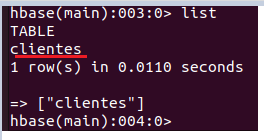 hbase(main):003:0> list
TABLE
clientes
1 row(s) in 0.0110 seconds
=> ["clientes"]
hbase(main):004:0>